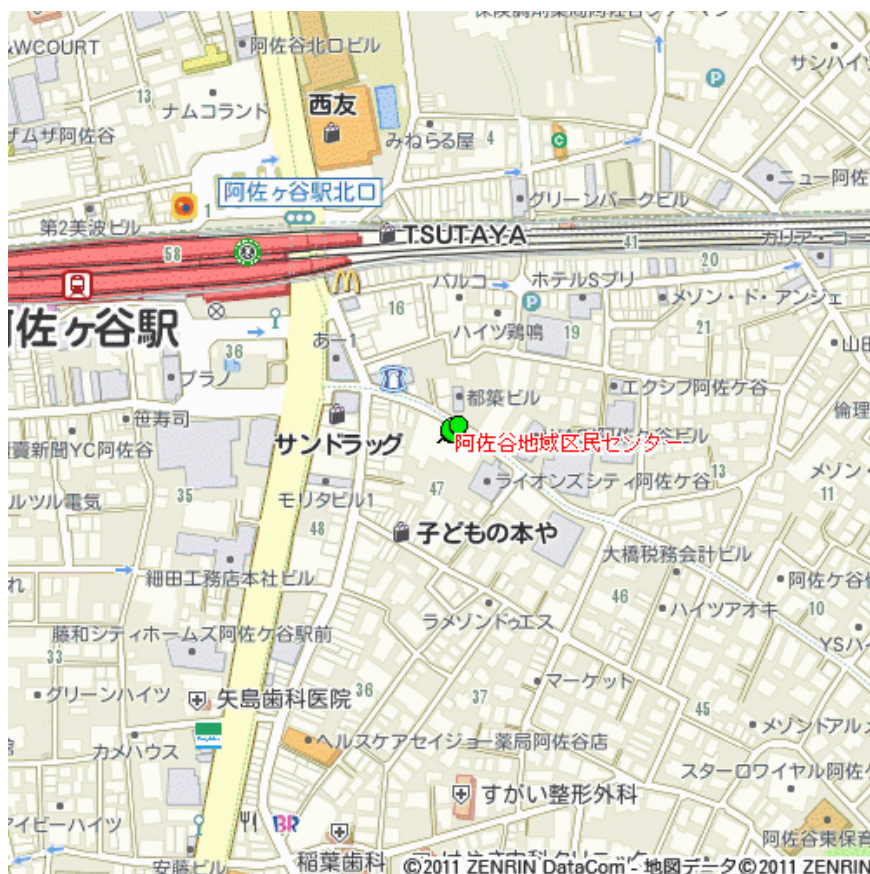 WCOURT
阿佐谷北口ビル
サンハイツ
13
ナムコランド
西友
P
ザムザ阿佐谷
みねらる屋
4
C
ニュー阿佐
阿佐ヶ谷駅北口
グリーンパークビル
1
第2美波ビル
TSUTAYA
41
カリア・コー
58
20
パルコ
ホテルSプリ
メゾン・ド・アンジェ
佐ヶ谷駅
16
P
ハイツ鶏鳴
19
21
山田
あー1
36
プラノ
都築ビル
エクシブ阿佐ケ谷
笹寿司
倫理
サンドラッグ
阿佐谷地域区民センター
賣新聞YC阿佐谷
ライオンズシティ阿佐ケ谷
13
メゾン・
11
35
47
ツル電気
モリタビル1
48
子どもの本や
大橋税務会計ビル
細田工務店本社ビル
阿佐ケ谷
46
ハイツアオキ
10
ラメゾンドゥエス
藤和シティホームズ阿佐ケ谷駅前
YSハイ
33
マーケット
グリーンハイツ
矢島歯科医院
36
37
45
メゾンドアルメ
カメハウス
ヘルスケアセイジョー薬局阿佐谷店
スターロワイヤル阿佐ケ
すがい整形外科
アイビーハイツ
BR
阿佐谷東保育
安藤ビル
稲葉歯科
©2011 ZENRIN DataCom - 地図データ©2011 ZENRIN